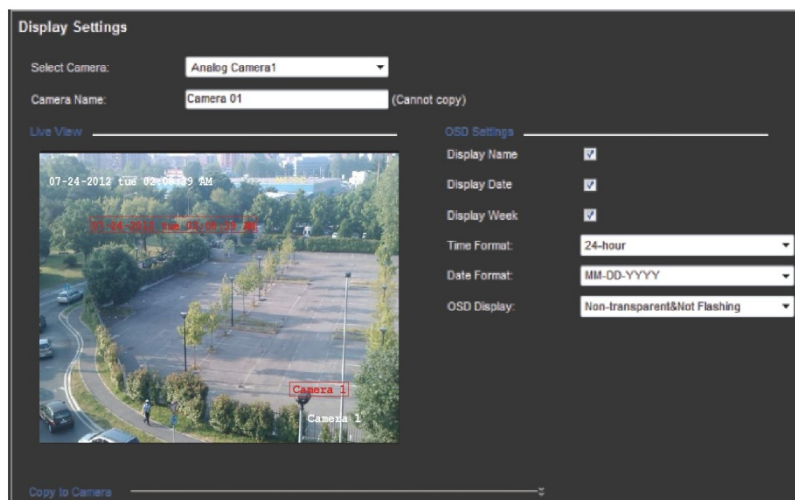 Display Settings
Select Camera: Analog Camera1
Camera Name: Camera 01 (Cannot copy)
Live View
OSD Settings
Display Name
Display Date
Display Week
Time Format: 24-hour
Date Format: MM-DD-YYYY
OSD Display: Non-transparent&Not Flashing
07-24-2012 tue 02:08:39 AM
Camera 1
Camera 1
Copy to Camera